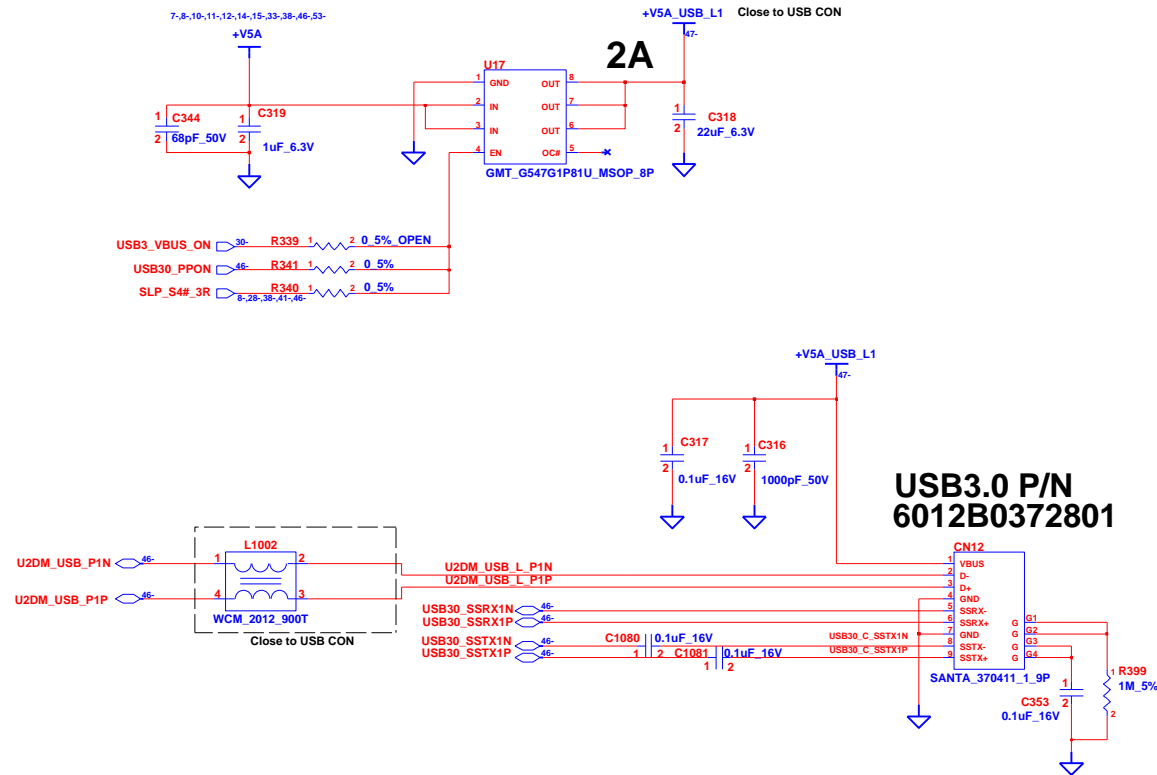 7-,8-,10-,11-,12-,14-,15-,33-,38-,46-,53-
+V5A
+V5A_USB_L1 Close to USB CON
47-
2A
U17
1 GND OUT 8
2 IN OUT 7
3 IN OUT 6
4 EN OC# 5
GMT_G547G1P81U_MSOP_8P
1 C344
2 68pF_50V
1 C319
2 1uF_6.3V
1 C318
2 22uF_6.3V
USB3_VBUS_ON 30- R339 1 2 0_5%_OPEN
USB30_PPON 46- R341 1 2 0_5%
SLP_S4#_3R 8-,28-,38-,41-,46- R340 1 2 0_5%
+V5A_USB_L1
47-
1 C317
2 0.1uF_16V
1 C316
2 1000pF_50V
USB3.0 P/N
6012B0372801
CN12
L1002
U2DM_USB_P1N 46- 1 2
U2DM_USB_P1P 46- 4 3
WCM_2012_900T
Close to USB CON
U2DM_USB_L_P1N
U2DM_USB_L_P1P
USB30_SSRX1N 46-
USB30_SSRX1P 46-
USB30_SSTX1N 46- C1080 0.1uF_16V USB30_C_SSTX1N
1 2
USB30_SSTX1P 46- C1081 0.1uF_16V USB30_C_SSTX1P
1 2
1 VBUS
2 D-
3 D+
4 GND
5 SSRX-
6 SSRX+ G G1
7 GND G G2
8 SSTX- G G3
9 SSTX+ G G4
SANTA_370411_1_9P
1 R399
1M_5%
2
1
C353 2
0.1uF_16V